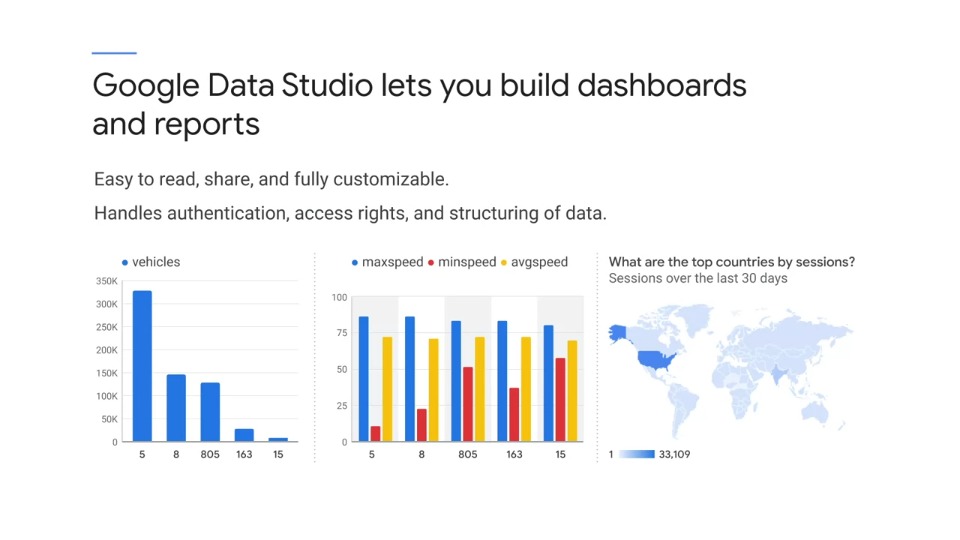 Google Data Studio lets you build dashboards
and reports
Easy to read, share, and fully customizable.
Handles authentication, access rights, and structuring of data.
vehicles
350K
300K
200K
200K
150K
100K
50K
0
5 8 805 163 15
maxspeed minspeed avgspeed
100
75
50
25
0
5 8 805 163 15
What are the top countries by sessions?
Sessions over the last 30 days
1 33,109